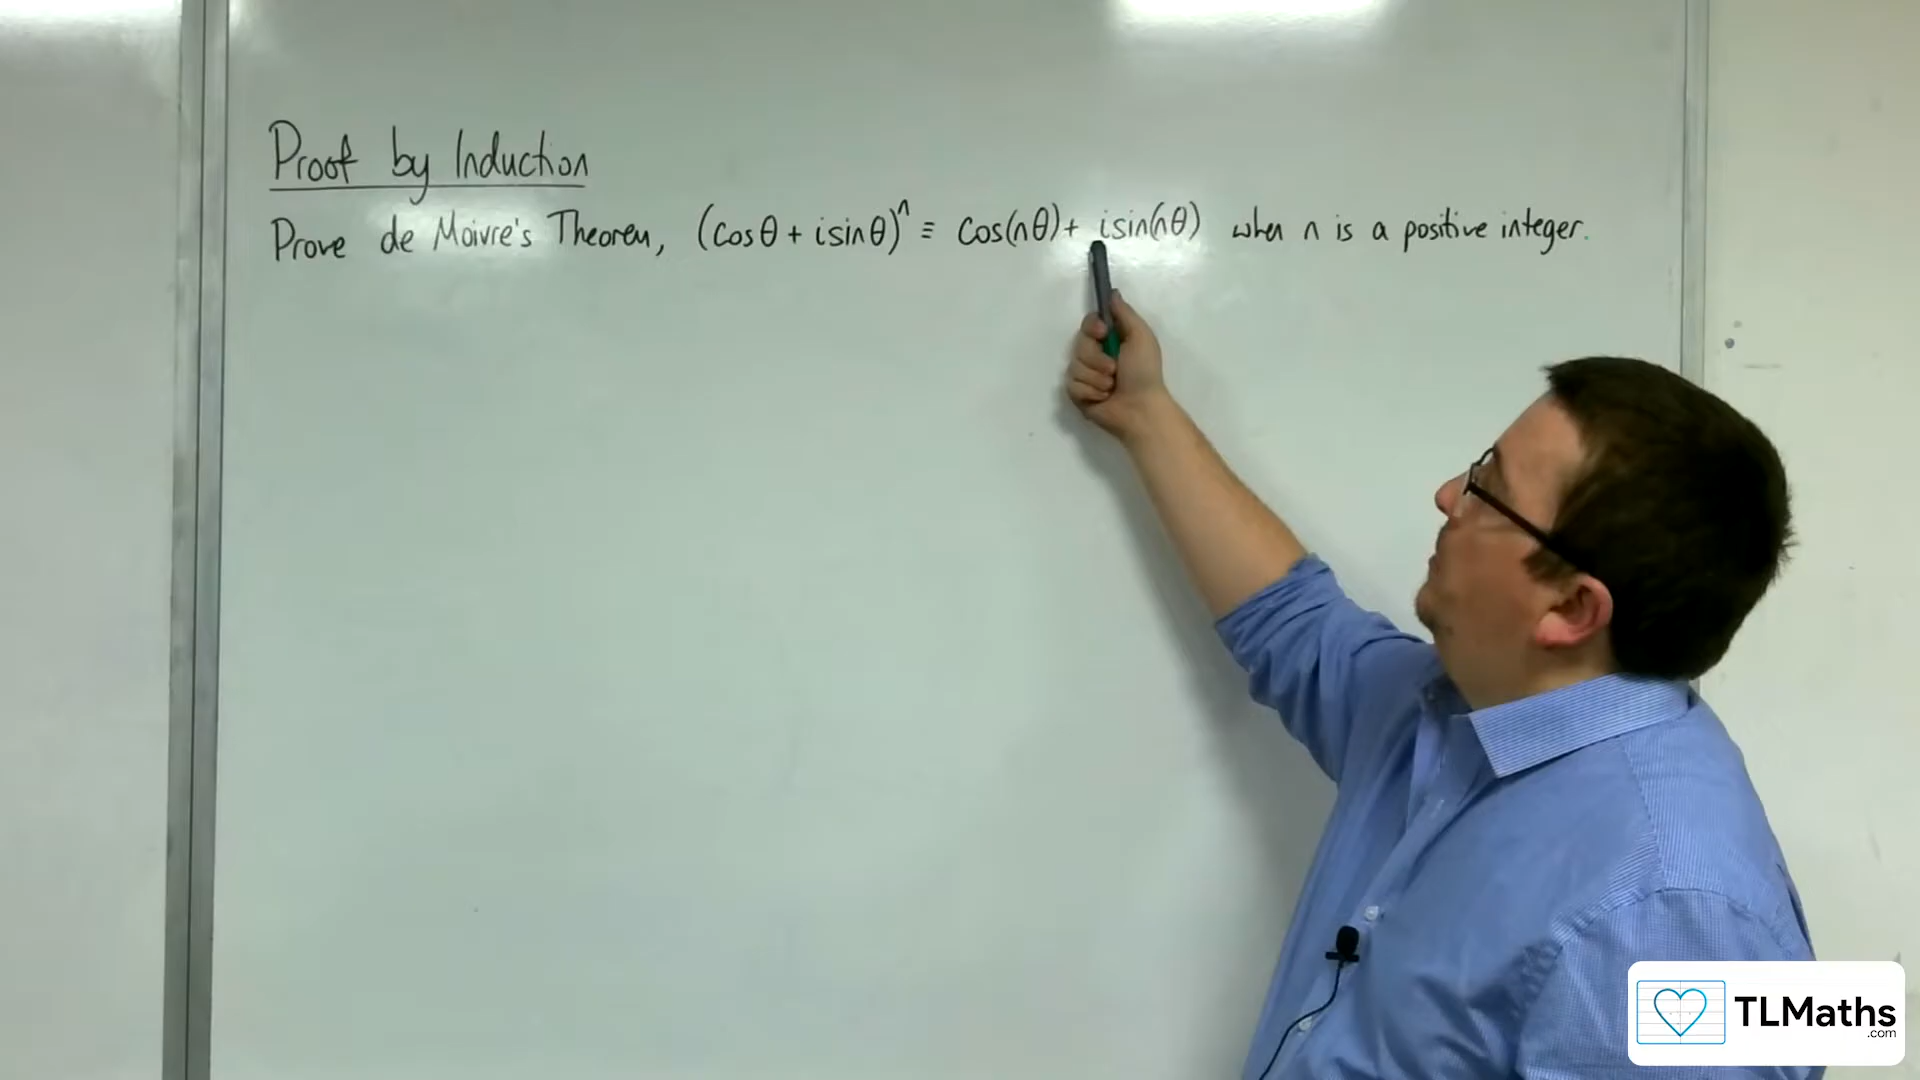 Proof by Induction
Prove de Moivre's Theorem, (cosθ + isinθ)ⁿ ≡ cos(nθ) + isin(nθ) when n is a positive integer.
TLMaths
.com